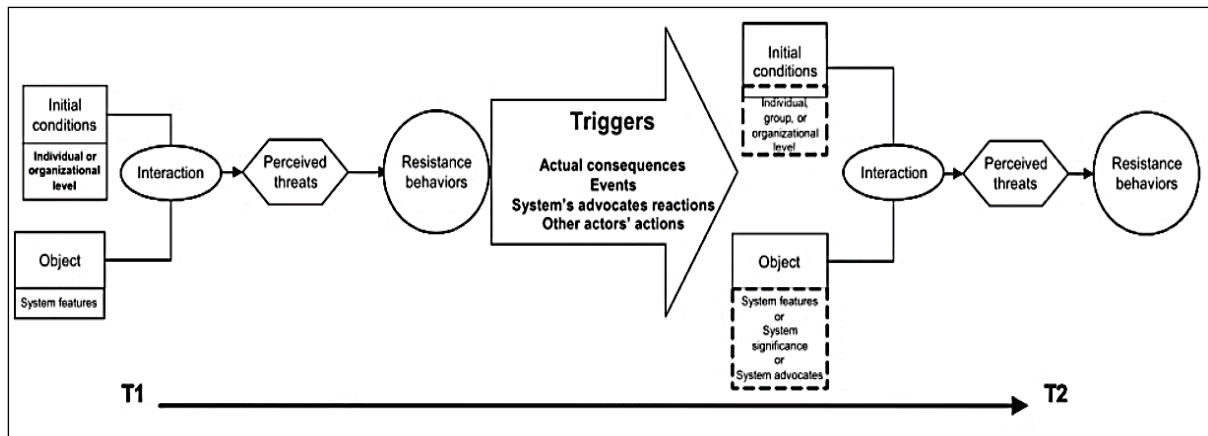 Initial
conditions
Individual or
organizational
level
Object
System features
Interaction
Perceived
threats
Resistance
behaviors
Triggers
Actual consequences
Events
System's advocates reactions
Other actors' actions
Initial
conditions
Individual,
group, or
organizational
level
Object
System features
or
System
significance
or
System advocates
Interaction
Perceived
threats
Resistance
behaviors
T1
T2